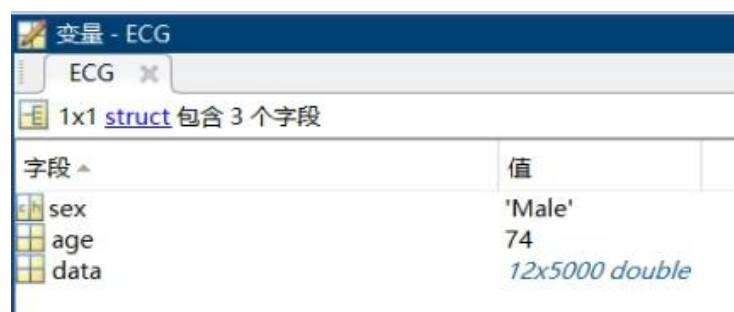 变量 - ECG
ECG
1x1 struct 包含 3 个字段
字段 值
sex 'Male'
age 74
data 12x5000 double